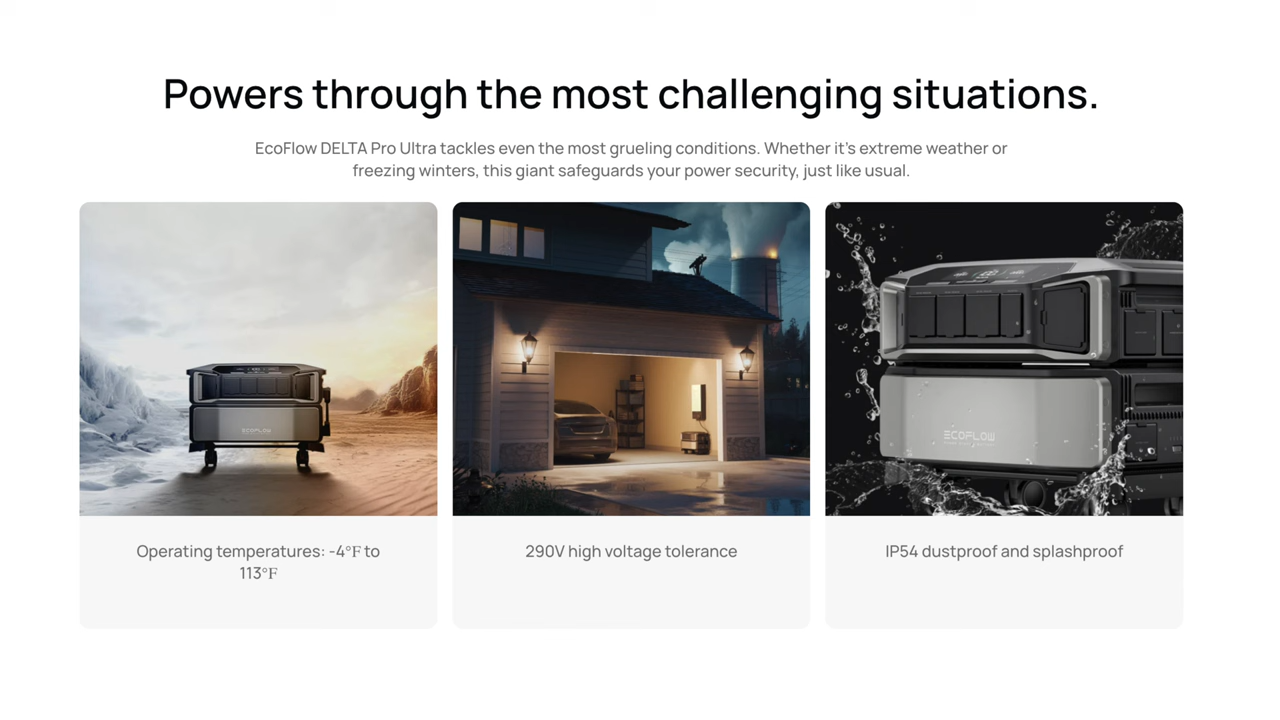 Powers through the most challenging situations.
EcoFlow DELTA Pro Ultra tackles even the most grueling conditions. Whether it's extreme weather or
freezing winters, this giant safeguards your power security, just like usual.
ECOFLOW
ECOFLOW
Operating temperatures: -4°F to
113°F
290V high voltage tolerance
IP54 dustproof and splashproof